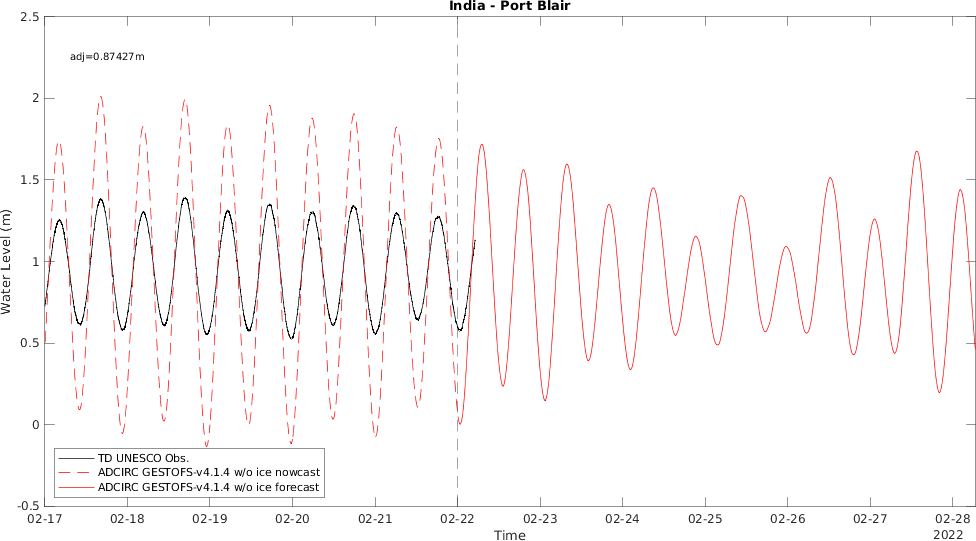 India - Port Blair
2.5
adj=0.87427m
2
1.5
Water Level (m)
1
0.5
0
TD UNESCO Obs.
ADCIRC GESTOFS-v4.1.4 w/o ice nowcast
ADCIRC GESTOFS-v4.1.4 w/o ice forecast
-0.5
02-17 02-18 02-19 02-20 02-21 02-22 02-23 02-24 02-25 02-26 02-27 02-28
Time
2022